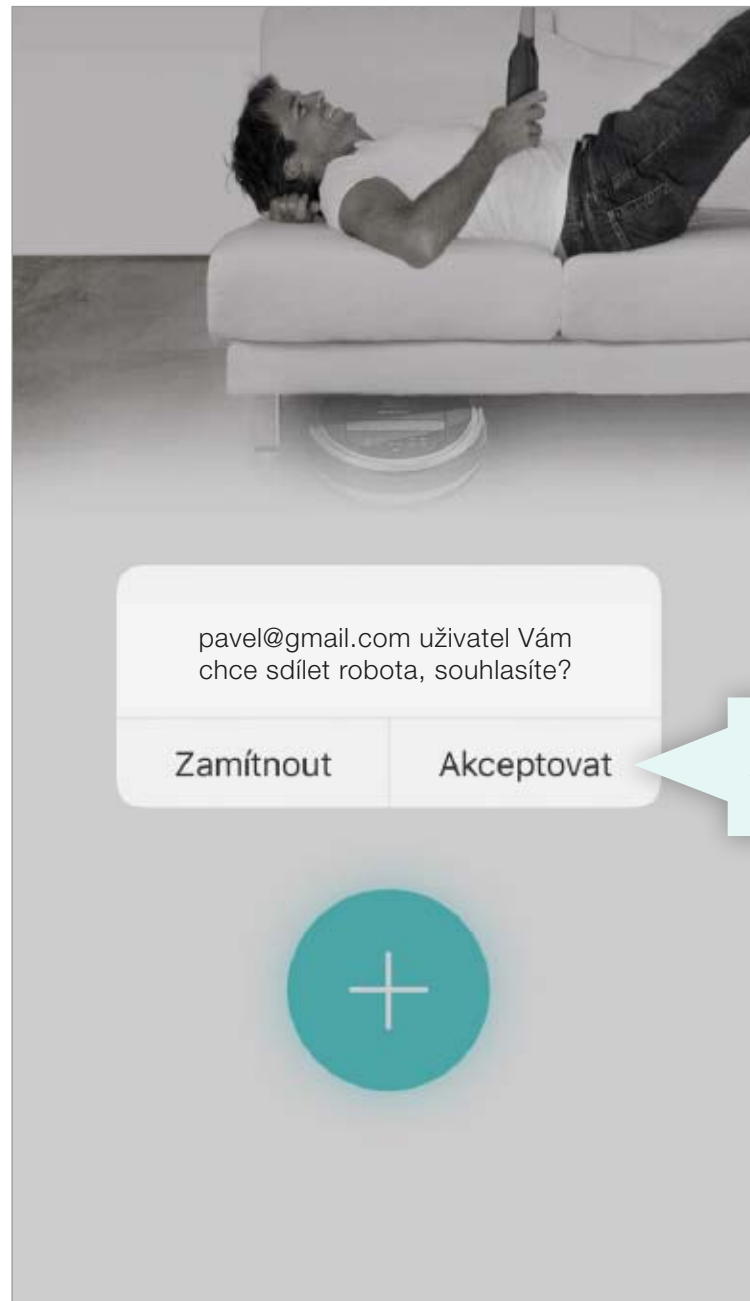 pavel@gmail.com uživatel Vám
chce sdílet robota, souhlasíte?
Zamítnout
Akceptovat